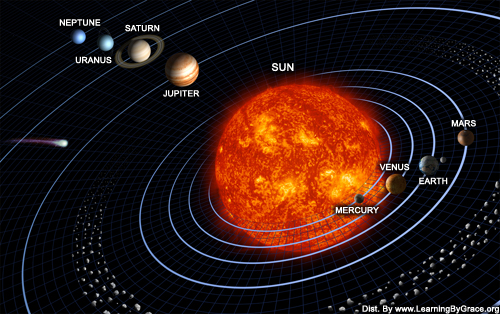 NEPTUNE
SATURN
URANUS
JUPITER
SUN
MARS
VENUS
EARTH
MERCURY
Dist. By www.LearningByGrace.org